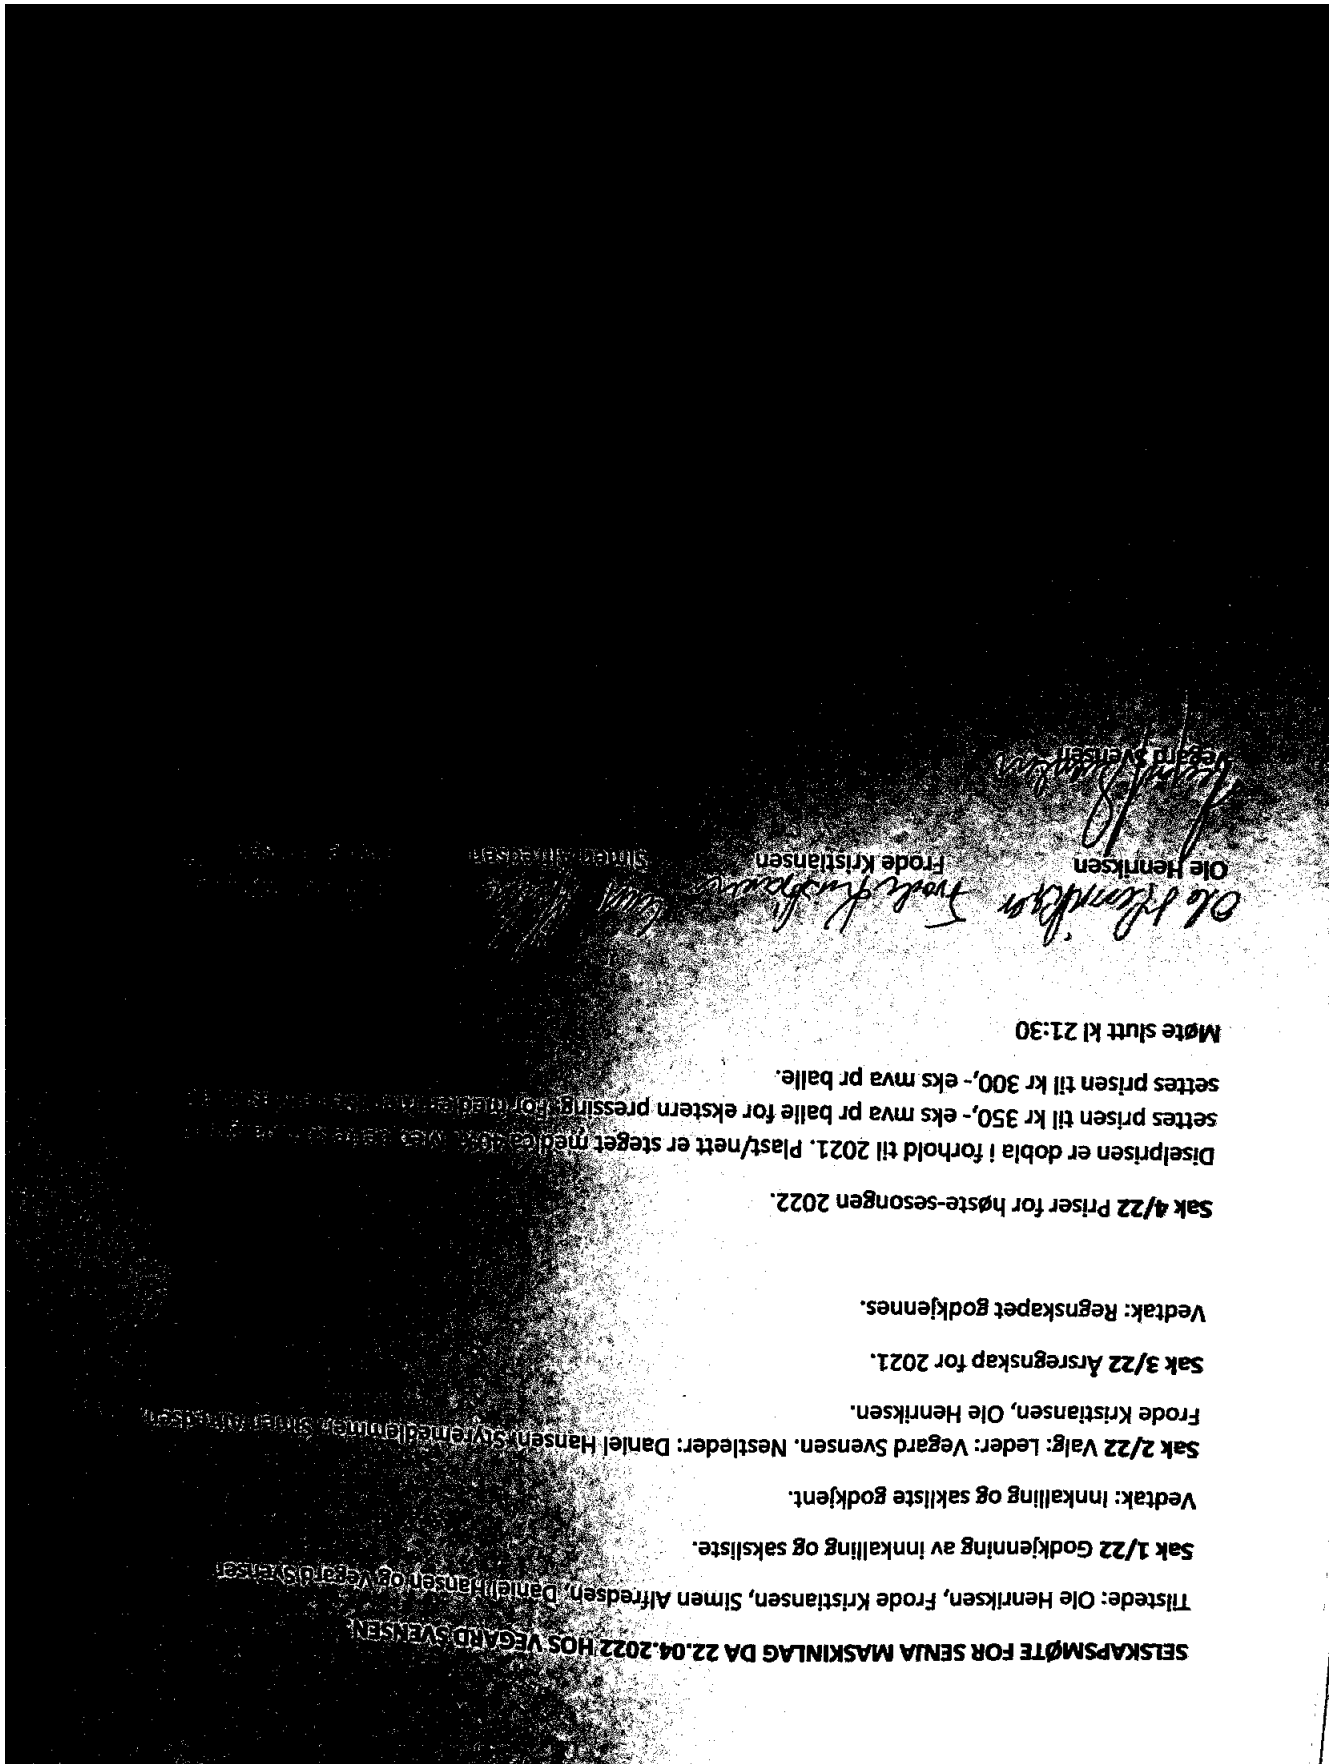 SELSKAPSMØTE FOR SENJA MASKINLAG DA 22.04.2022 HOS VEGARD SVENSEN
Tilstede: Ole Henriksen, Frode Kristiansen, Simen Alfredsen, Daniel Hansen og Vegard Svensen
Sak 1/22 Godkjenning av innkalling og saksliste.
Vedtak: Innkalling og sakliste godkjent.
Sak 2/22 Valg: Leder: Vegard Svensen. Nestleder: Daniel Hansen. Styremedlemmer: Simen Alfredsen,
Frode Kristiansen, Ole Henriksen.
Sak 3/22 Årsregnskap for 2021.
Vedtak: Regnskapet godkjennes.
Sak 4/22 Priser for høste-sesongen 2022.
Diselprisen er dobla i forhold til 2021. Plast/nett er steget med ca 40%.
settes prisen til kr 350,- eks mva pr balle for ekstern pressing. For
settes prisen til kr 300,- eks mva pr balle.
Møte slutt kl 21:30
Ole Henriksen Frode Kristiansen
Ole Henriksen Frode Kristiansen Simen Alfredsen
Vegard Svensen
Vegard Svensen